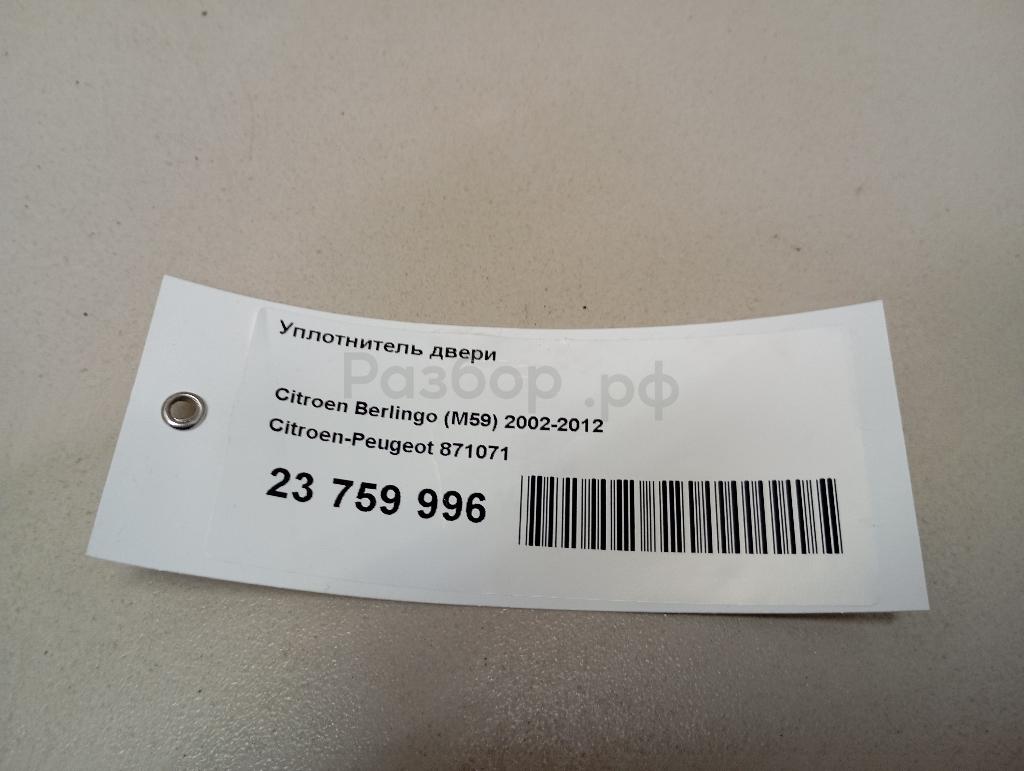 Уплотнитель двери
Разбор.рф
Citroen Berlingo (M59) 2002-2012
Citroen-Peugeot 871071
23 759 996